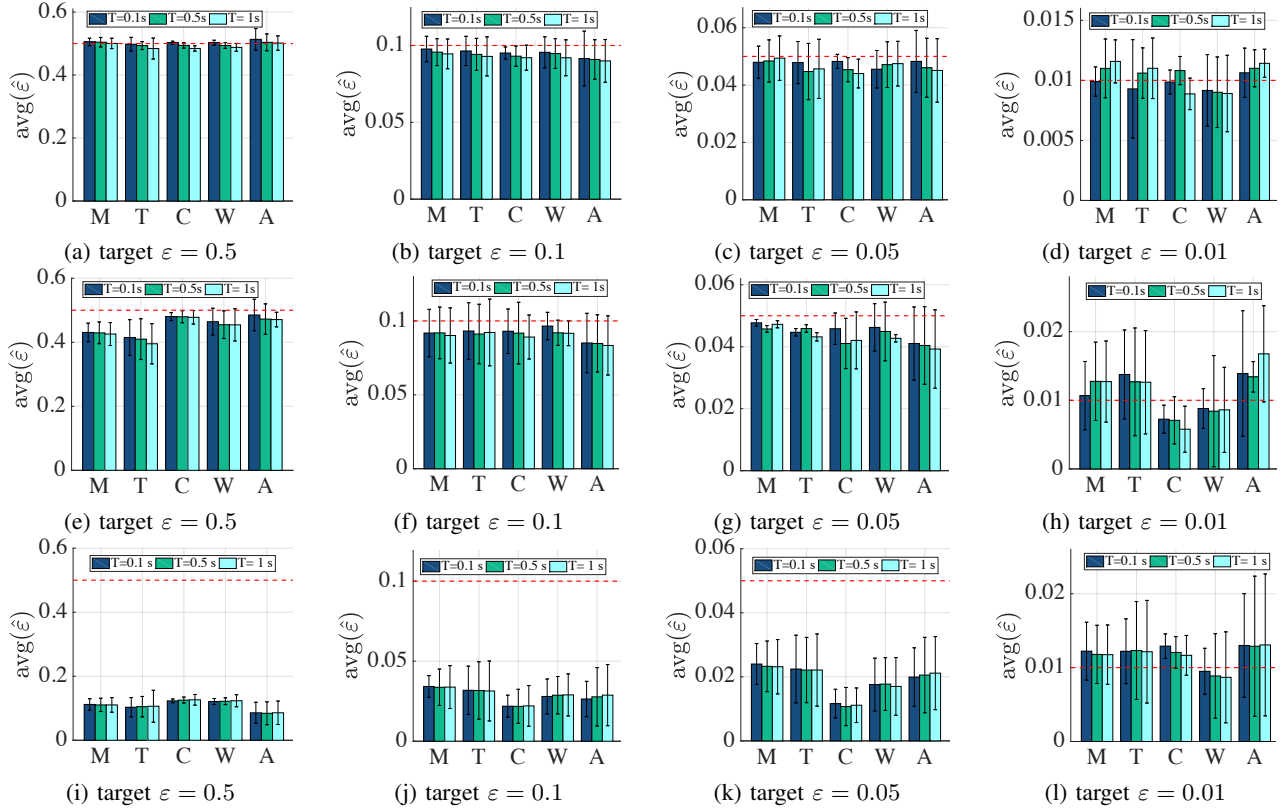 T=0.1s T=0.5s T= 1s
avg(ε̂)
0.6
0.4
0.2
0
M T C W A
(a) target ε = 0.5
T=0.1s T=0.5s T= 1s
avg(ε̂)
0.1
0.05
0
M T C W A
(b) target ε = 0.1
T=0.1s T=0.5s T= 1s
avg(ε̂)
0.06
0.04
0.02
0
M T C W A
(c) target ε = 0.05
T=0.1s T=0.5s T= 1s
avg(ε̂)
0.015
0.010
0.005
0
M T C W A
(d) target ε = 0.01
T=0.1s T=0.5s T= 1s
avg(ε̂)
0.6
0.4
0.2
0
M T C W A
(e) target ε = 0.5
T=0.1s T=0.5s T= 1s
avg(ε̂)
0.1
0.05
0
M T C W A
(f) target ε = 0.1
T=0.1s T=0.5s T= 1s
avg(ε̂)
0.06
0.04
0.02
0
M T C W A
(g) target ε = 0.05
T=0.1s T=0.5s T= 1s
avg(ε̂)
0.02
0.01
0
M T C W A
(h) target ε = 0.01
T=0.1 s T=0.5 s T= 1 s
avg(ε̂)
0.6
0.4
0.2
0
M T C W A
(i) target ε = 0.5
T=0.1 s T=0.5 s T= 1 s
avg(ε̂)
0.1
0.05
0
M T C W A
(j) target ε = 0.1
T=0.1 s T=0.5 s T= 1 s
avg(ε̂)
0.06
0.04
0.02
0
M T C W A
(k) target ε = 0.05
T=0.1 s T=0.5 s T= 1 s
avg(ε̂)
0.02
0.01
0
M T C W A
(l) target ε = 0.01